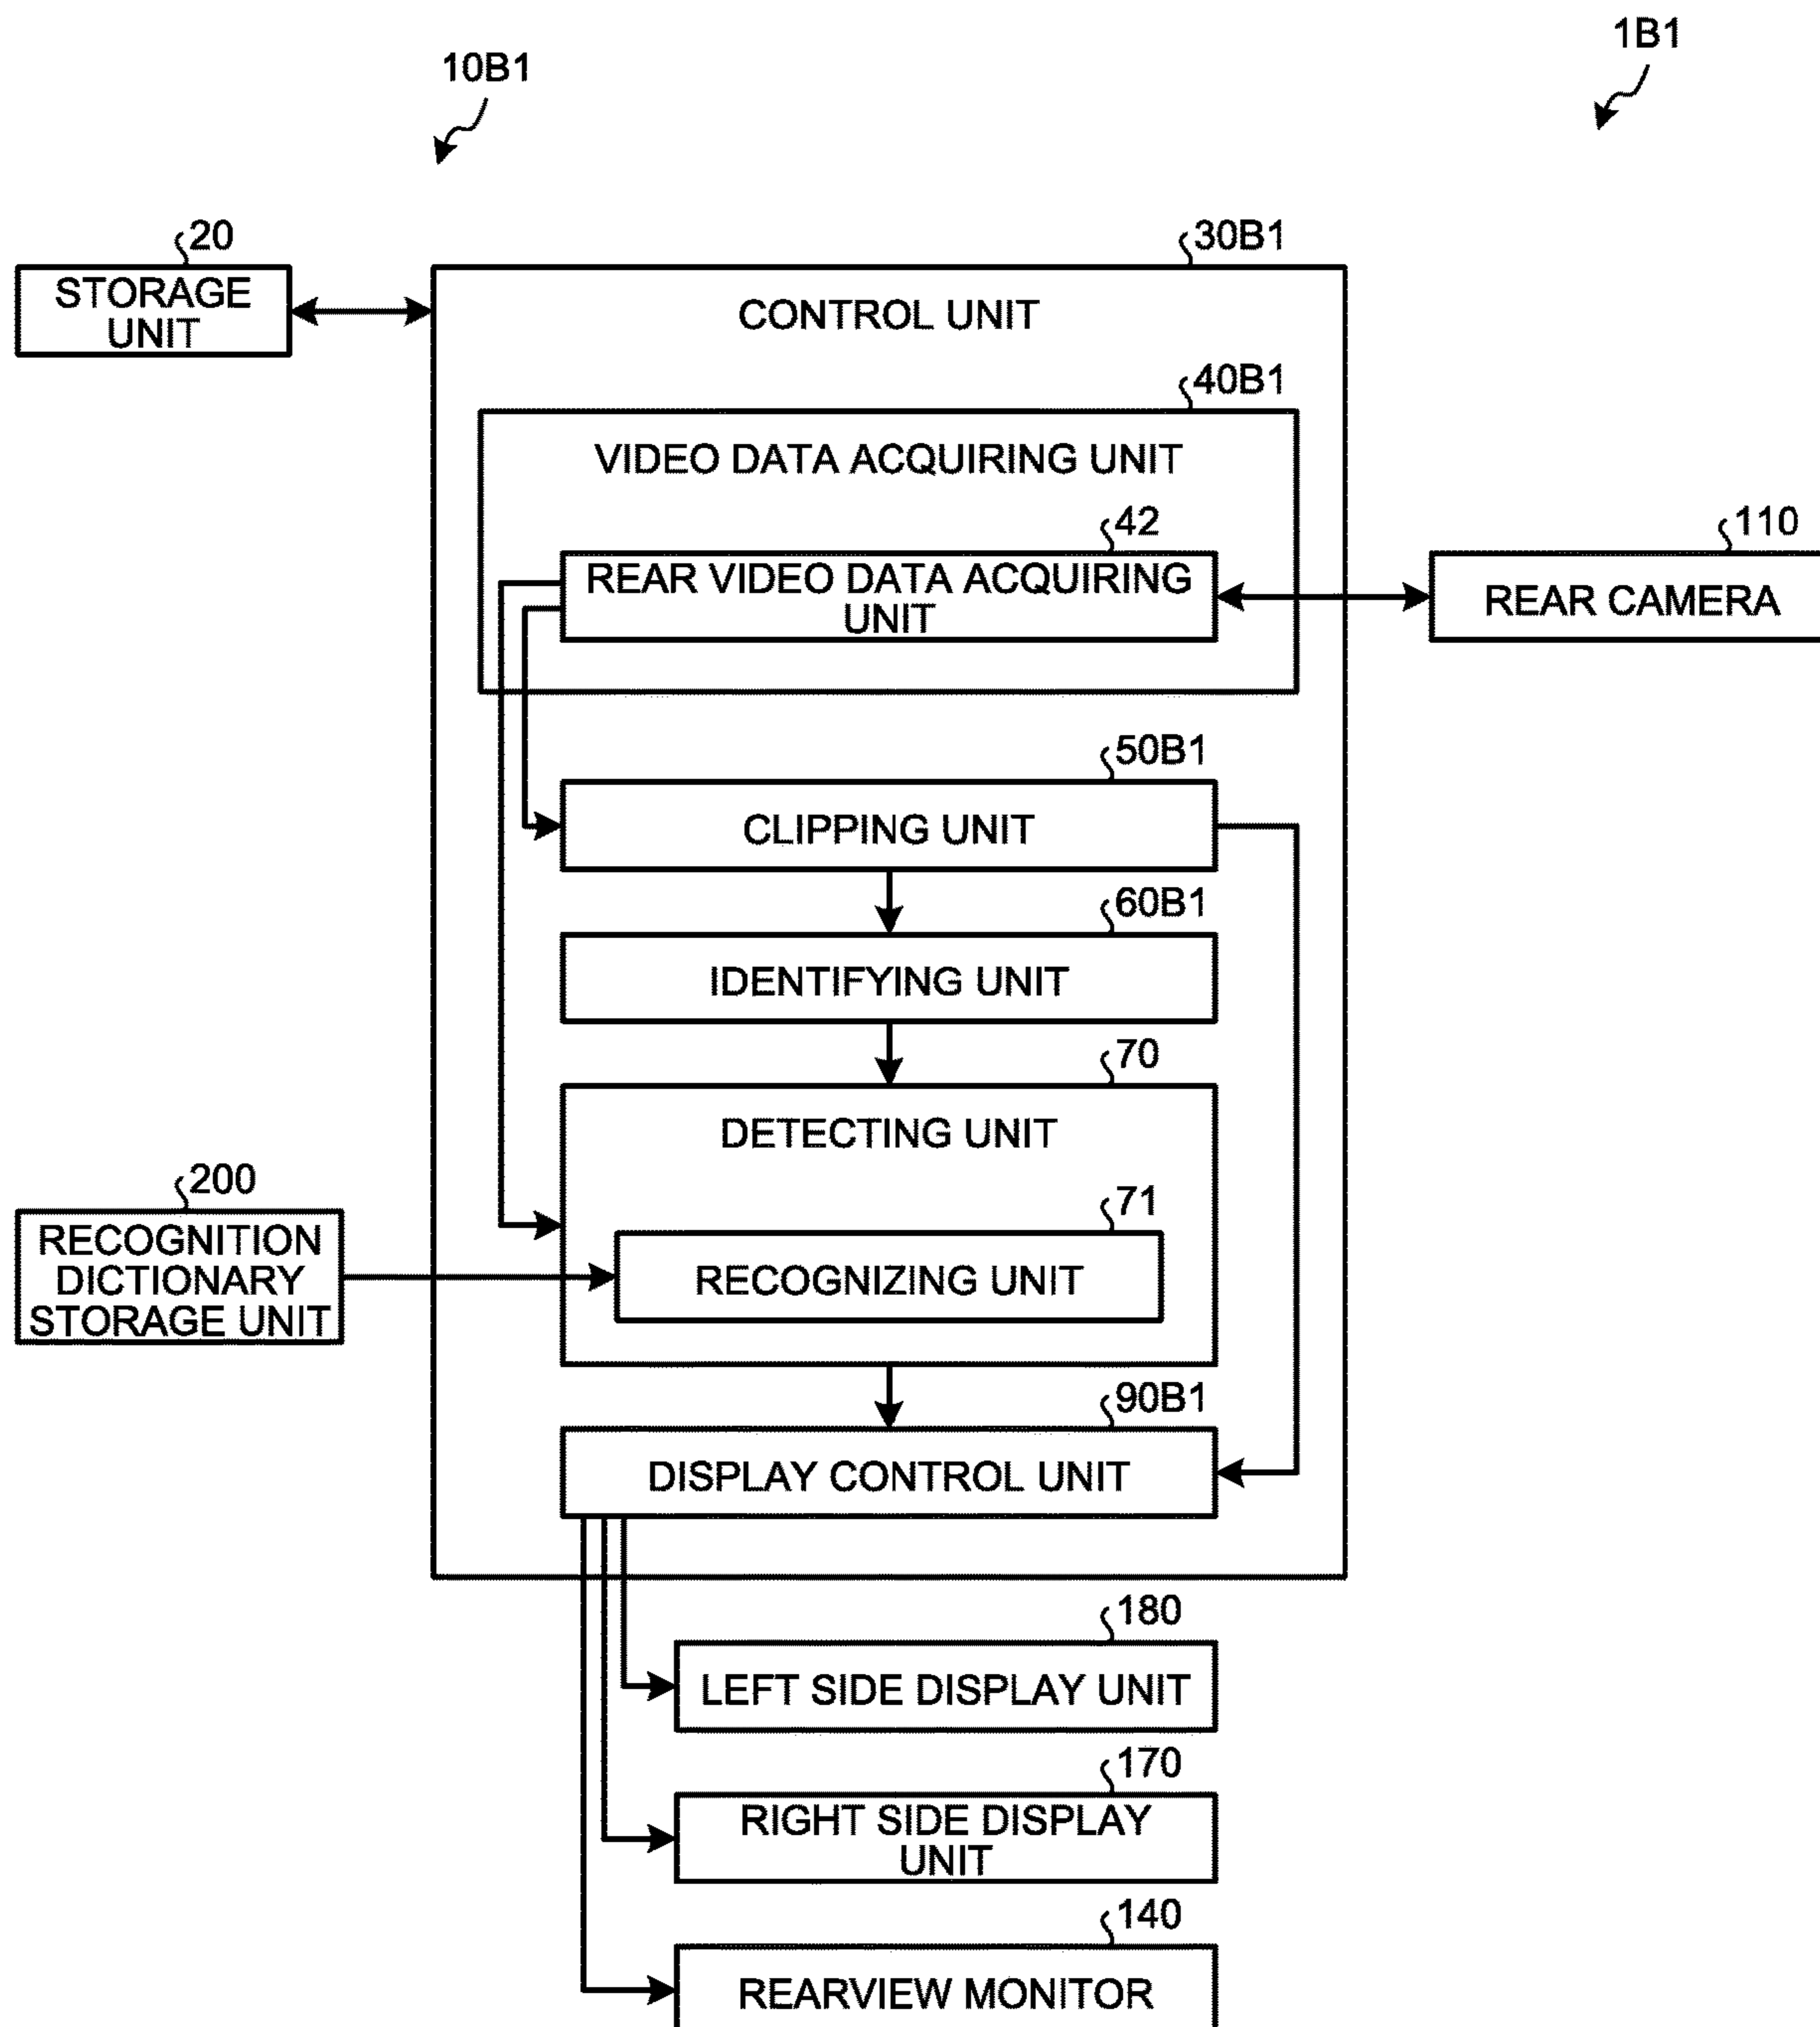 10B1
1B1
20
STORAGE
UNIT
30B1
CONTROL UNIT
40B1
VIDEO DATA ACQUIRING UNIT
42
REAR VIDEO DATA ACQUIRING
UNIT
110
REAR CAMERA
50B1
CLIPPING UNIT
60B1
IDENTIFYING UNIT
70
DETECTING UNIT
200
RECOGNITION
DICTIONARY
STORAGE UNIT
71
RECOGNIZING UNIT
90B1
DISPLAY CONTROL UNIT
180
LEFT SIDE DISPLAY UNIT
170
RIGHT SIDE DISPLAY
UNIT
140
REARVIEW MONITOR